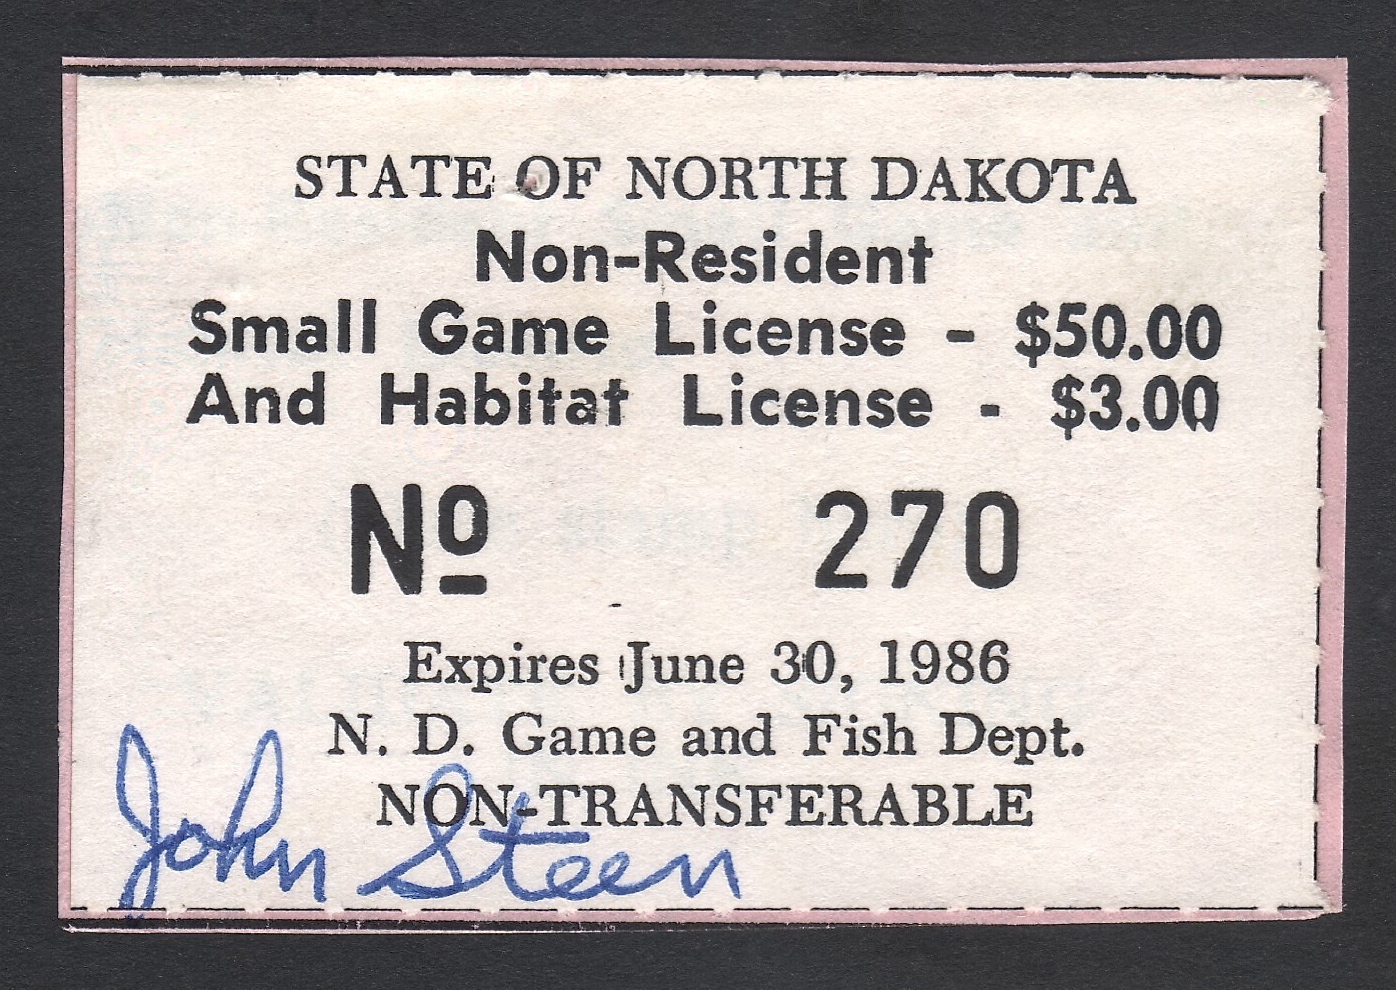 STATE OF NORTH DAKOTA
Non-Resident
Small Game License - $50.00
And Habitat License - $3.00
Nº 270
Expires June 30, 1986
N. D. Game and Fish Dept.
NON-TRANSFERABLE
John Steen